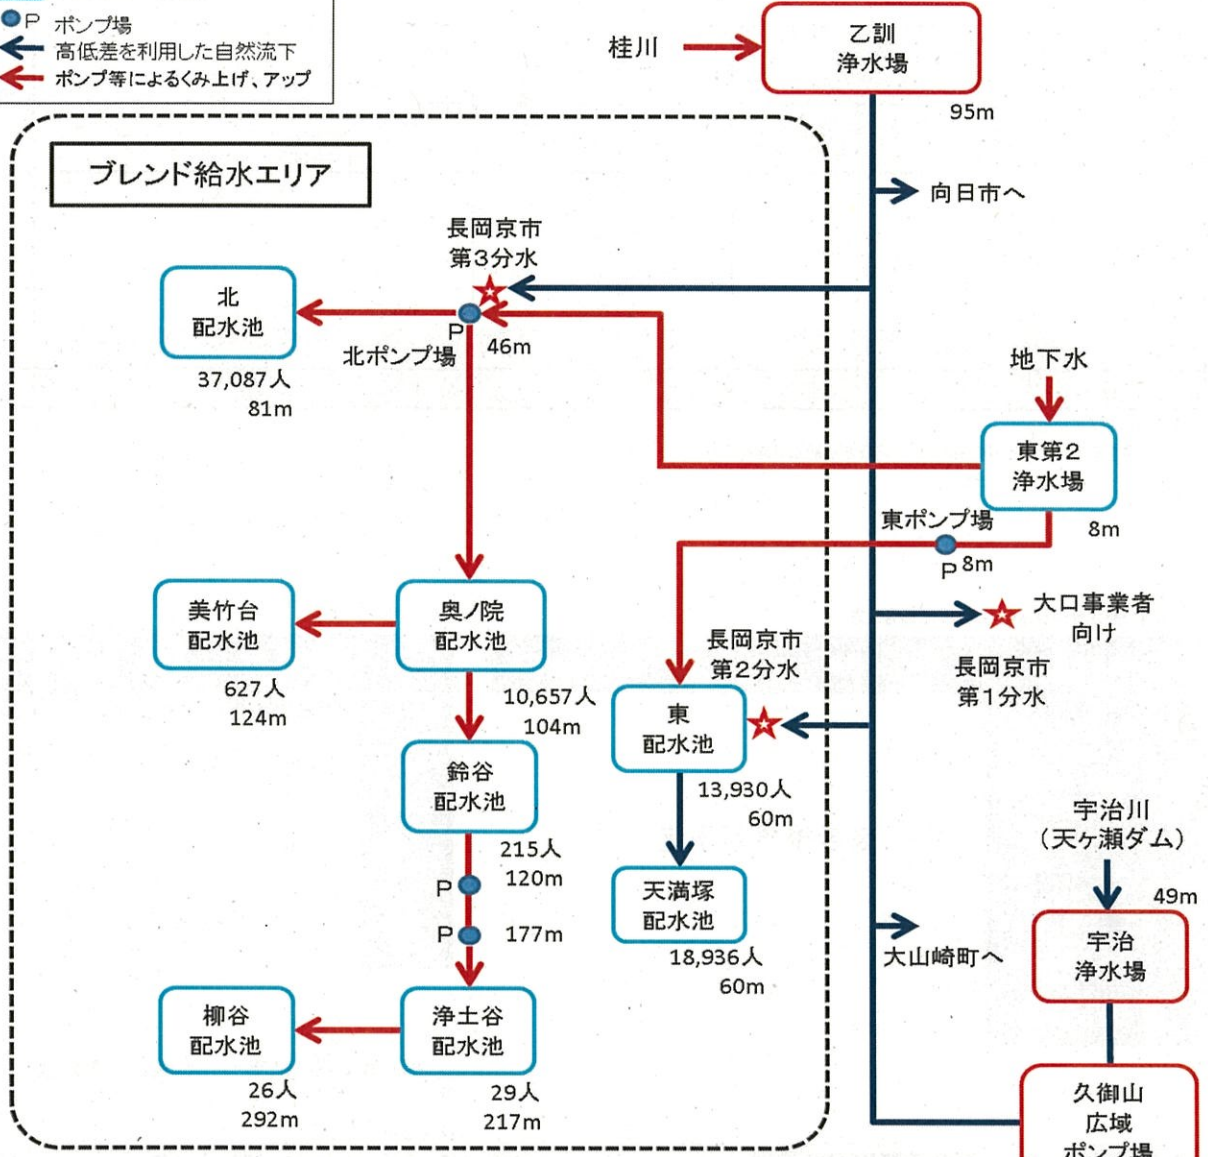 P ポンプ場
高低差を利用した自然流下
ポンプ等によるくみ上げ、アップ
桂川
乙訓
浄水場
95m
ブレンド給水エリア
向日市へ
長岡京市
第3分水
北
配水池
P
46m
北ポンプ場
37,087人
81m
地下水
東第2
浄水場
8m
東ポンプ場
P 8m
美竹台
配水池
627人
124m
奥ノ院
配水池
10,657人
104m
大口事業者
向け
長岡京市
第1分水
長岡京市
第2分水
東
配水池
13,930人
60m
鈴谷
配水池
215人
120m
P
P
177m
天満塚
配水池
18,936人
60m
宇治川
(天ヶ瀬ダム)
49m
宇治
浄水場
大山崎町へ
柳谷
配水池
26人
292m
浄土谷
配水池
29人
217m
久御山
広域
ポンプ場